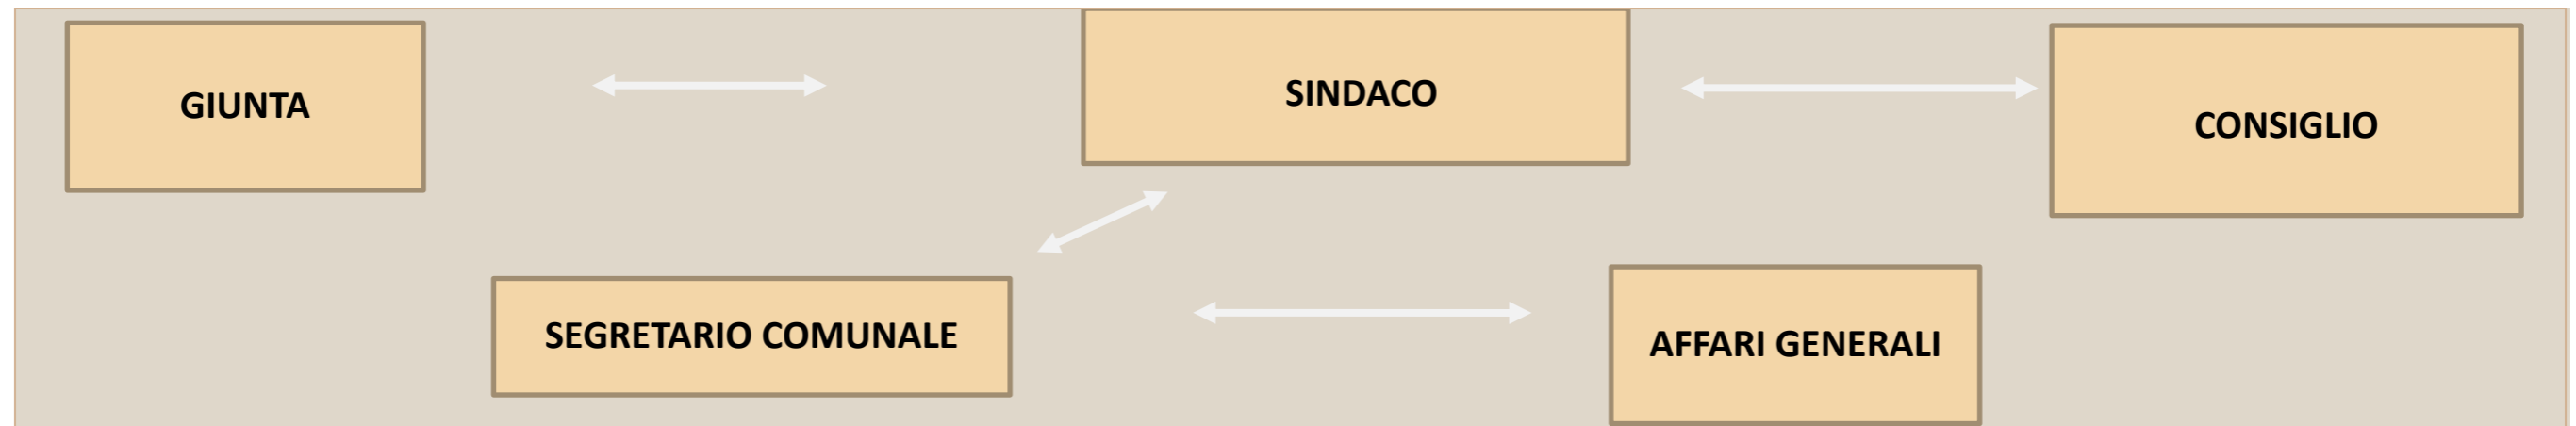 GIUNTA
SINDACO
CONSIGLIO
SEGRETARIO COMUNALE
AFFARI GENERALI